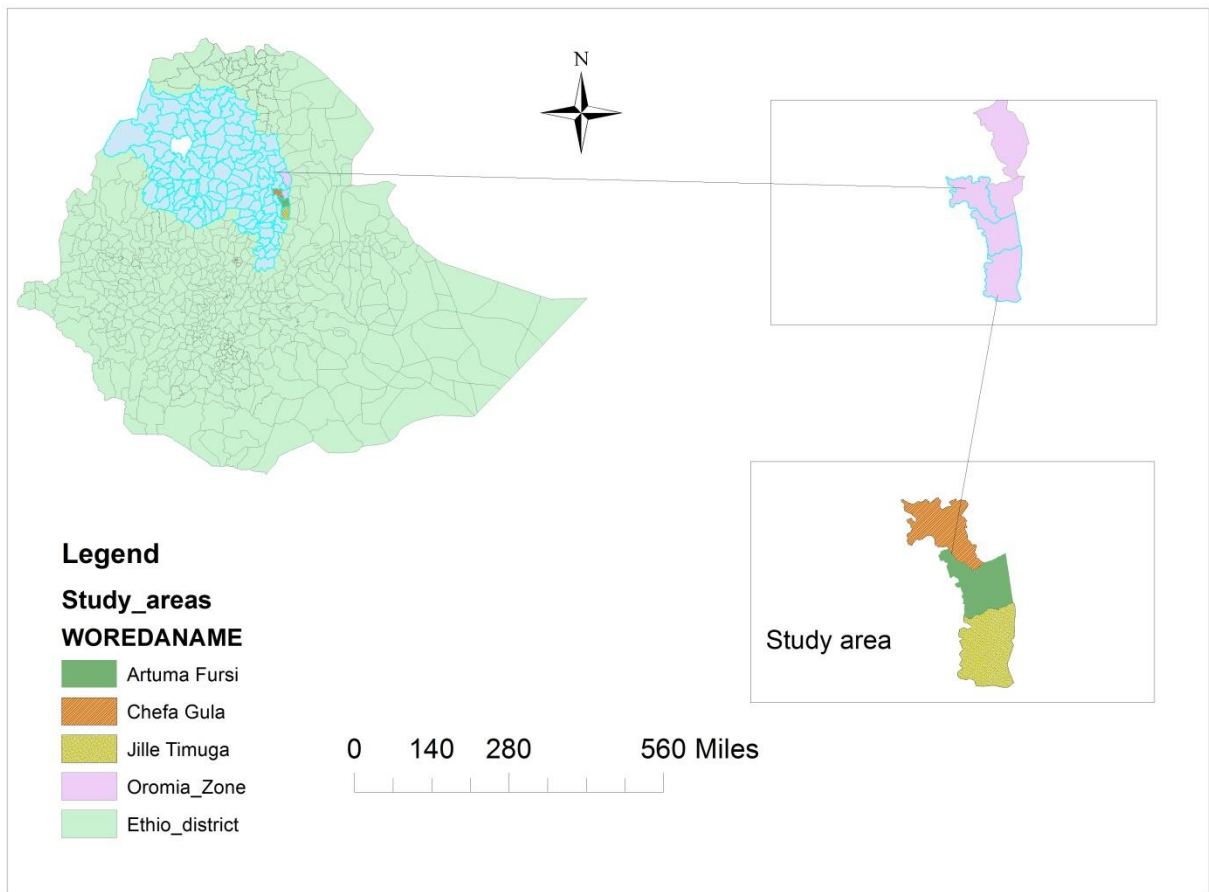 N
Study area
Legend
Study_areas
WOREDANAME
Artuma Fursi
Chefa Gula
Jille Timuga
Oromia_Zone
Ethio_district
0 140 280 560 Miles